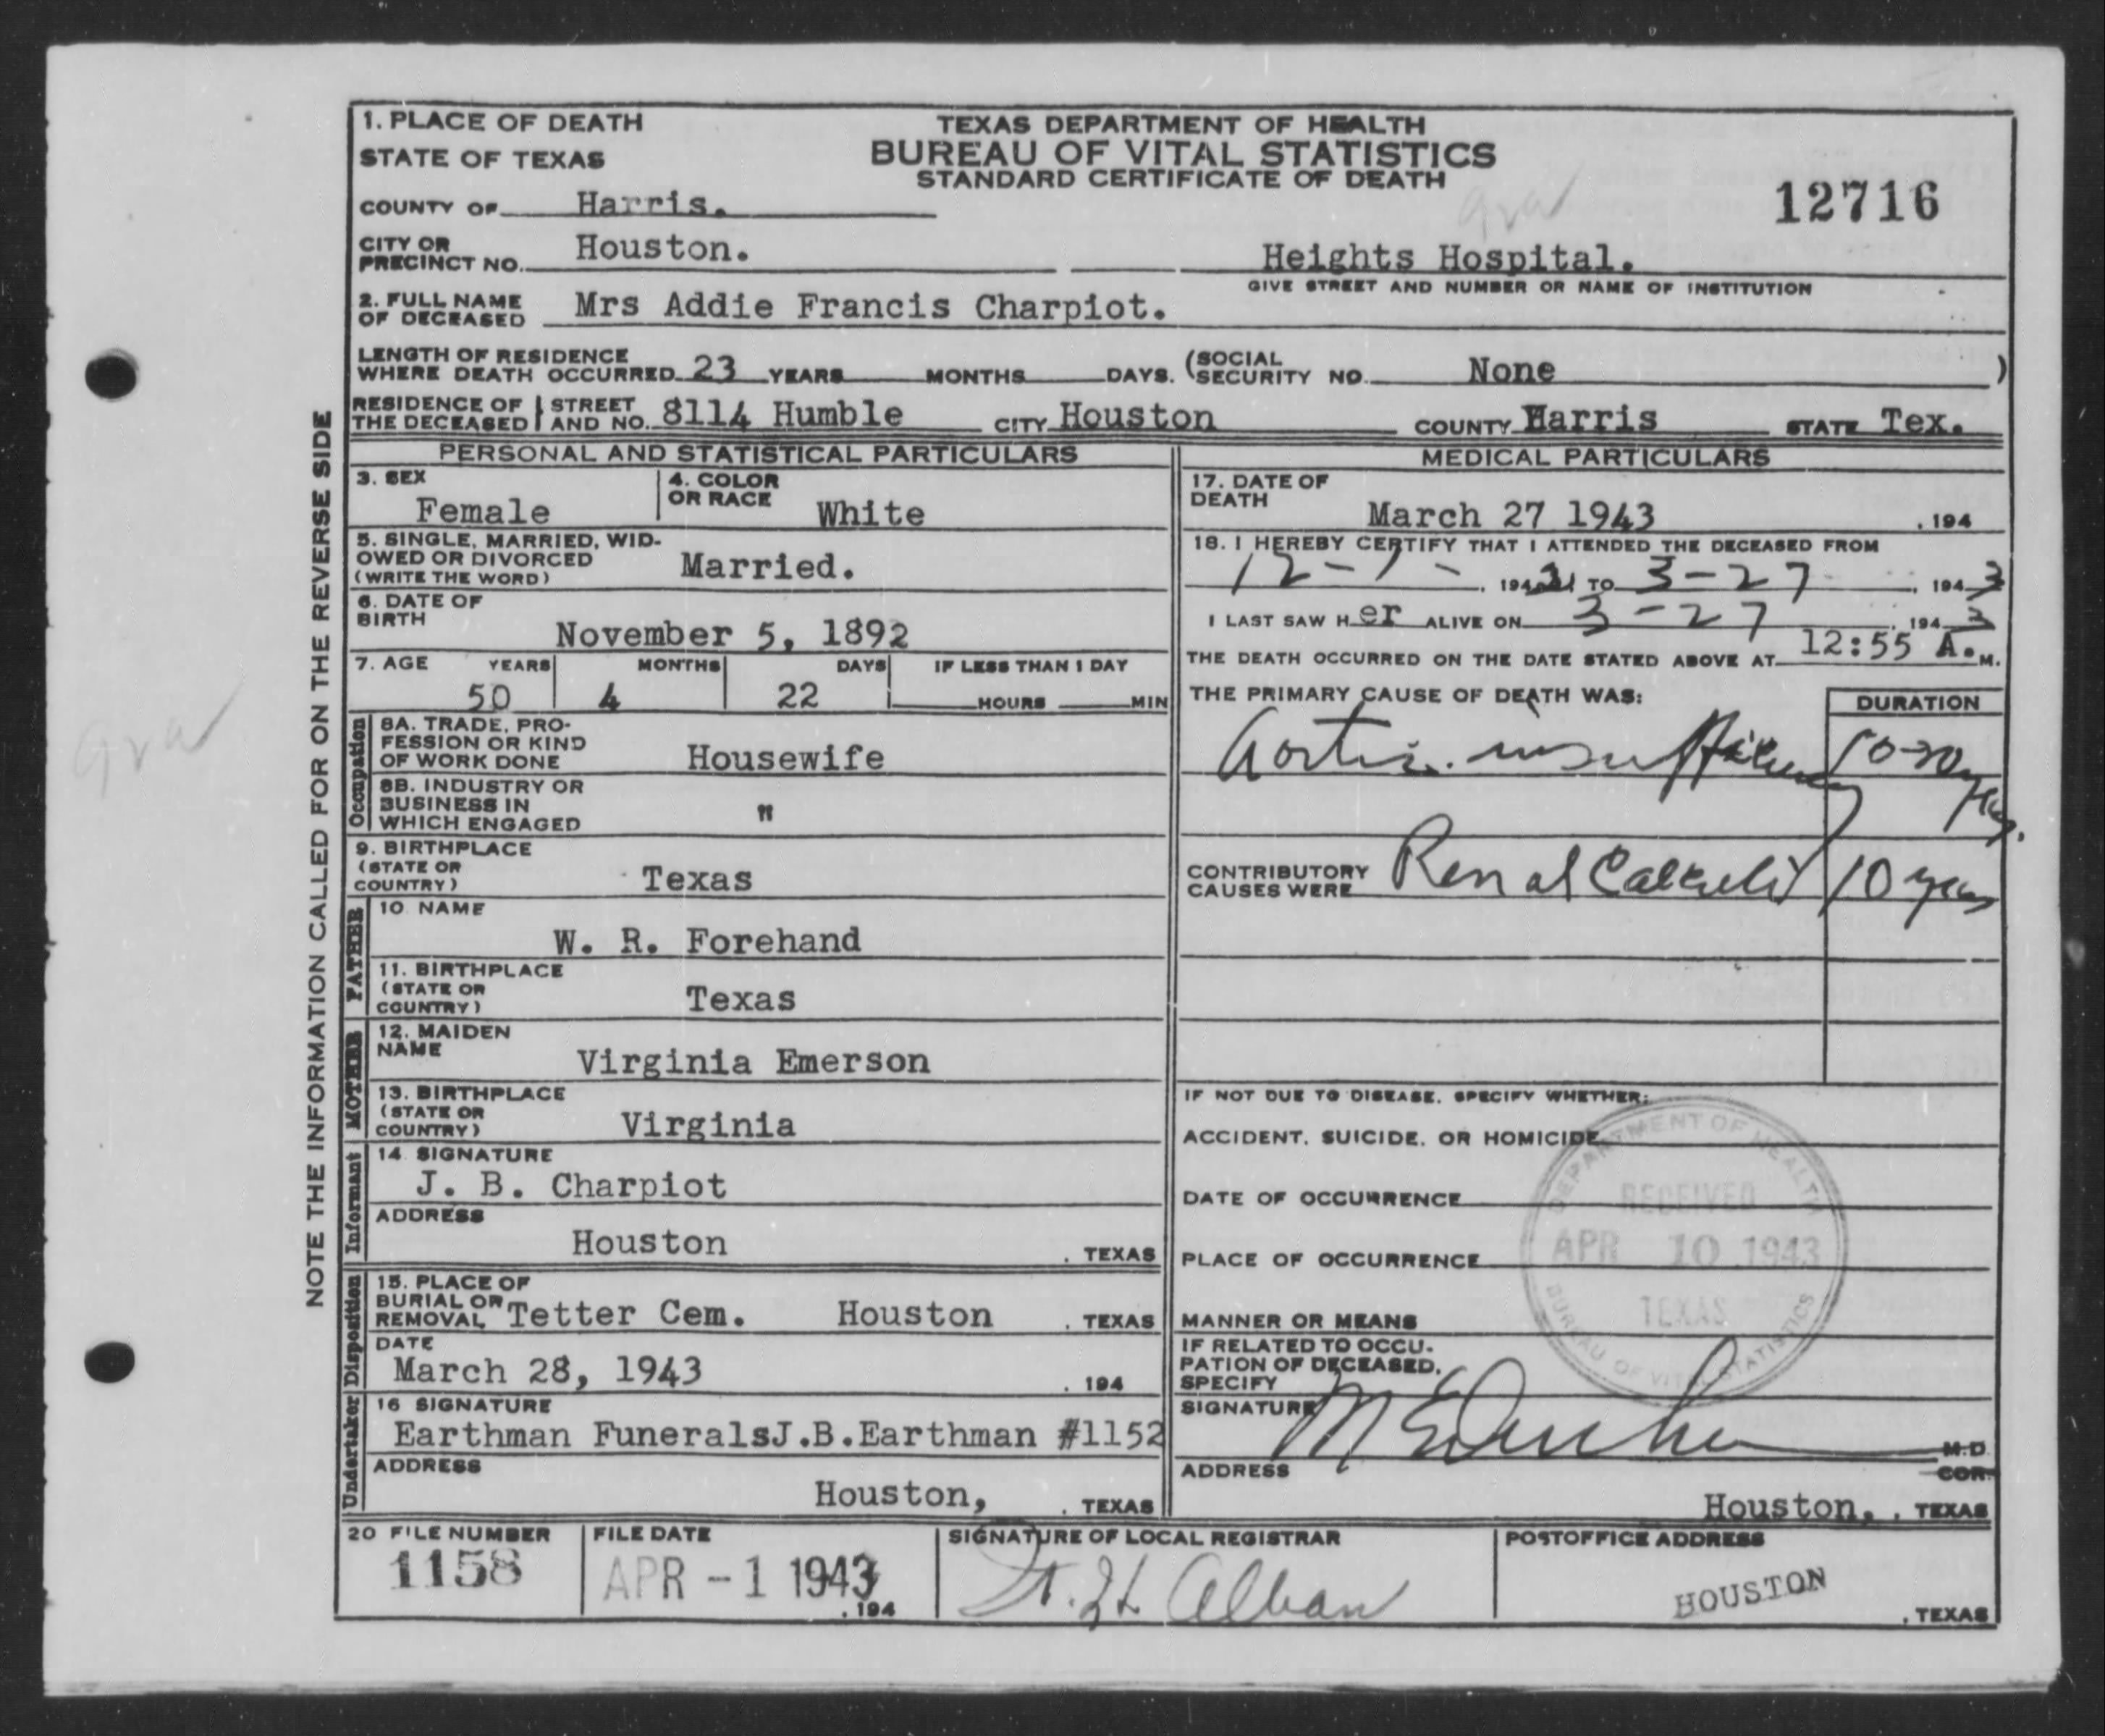 1. PLACE OF DEATH
STATE OF TEXAS
TEXAS DEPARTMENT OF HEALTH
BUREAU OF VITAL STATISTICS
STANDARD CERTIFICATE OF DEATH
12716
COUNTY OF Harris.
CITY OR PRECINCT NO. Houston. Heights Hospital.
GIVE STREET AND NUMBER OR NAME OF INSTITUTION
2. FULL NAME OF DECEASED Mrs Addie Francis Charpiot.
LENGTH OF RESIDENCE WHERE DEATH OCCURRED 23 YEARS MONTHS DAYS. (SOCIAL SECURITY NO. None )
RESIDENCE OF THE DECEASED STREET AND NO. 8114 Humble CITY Houston COUNTY Harris STATE Tex.
NOTE THE INFORMATION CALLED FOR ON THE REVERSE SIDE
PERSONAL AND STATISTICAL PARTICULARS
3. SEX Female
4. COLOR OR RACE White
5. SINGLE, MARRIED, WIDOWED OR DIVORCED (WRITE THE WORD) Married.
6. DATE OF BIRTH November 5, 1892
7. AGE YEARS MONTHS DAYS IF LESS THAN 1 DAY
50 4 22 HOURS MIN
Occupation
8A. TRADE, PROFESSION OR KIND OF WORK DONE Housewife
8B. INDUSTRY OR BUSINESS IN WHICH ENGAGED "
9. BIRTHPLACE (STATE OR COUNTRY) Texas
FATHER
10. NAME W. R. Forehand
11. BIRTHPLACE (STATE OR COUNTRY) Texas
MOTHER
12. MAIDEN NAME Virginia Emerson
13. BIRTHPLACE (STATE OR COUNTRY) Virginia
Informant
14. SIGNATURE J. B. Charpiot
ADDRESS Houston , TEXAS
Disposition
15. PLACE OF BURIAL OR REMOVAL Tetter Cem. Houston , TEXAS
DATE March 28, 1943 , 194
Undertaker
16 SIGNATURE Earthman FuneralsJ.B.Earthman #1152
ADDRESS Houston, , TEXAS
MEDICAL PARTICULARS
17. DATE OF DEATH March 27 1943 , 194
18. I HEREBY CERTIFY THAT I ATTENDED THE DECEASED FROM
12-1- , 194 TO 3-27 , 1943
I LAST SAW Her ALIVE ON 3-27 , 1943
THE DEATH OCCURRED ON THE DATE STATED ABOVE AT 12:55 A. M.
THE PRIMARY CAUSE OF DEATH WAS: DURATION
Aortic insufficiency 10-20 yrs.
CONTRIBUTORY CAUSES WERE Renal Calculi 10 years
IF NOT DUE TO DISEASE, SPECIFY WHETHER:
ACCIDENT, SUICIDE, OR HOMICIDE
DATE OF OCCURRENCE
PLACE OF OCCURRENCE
MANNER OR MEANS
DEPARTMENT OF HEALTH
RECEIVED
APR 10 1943
TEXAS
BUREAU OF VITAL STATISTICS
IF RELATED TO OCCUPATION OF DECEASED, SPECIFY
SIGNATURE M.D.
COR.
ADDRESS Houston, , TEXAS
20 FILE NUMBER 1158
FILE DATE APR - 1 1943 , 194
SIGNATURE OF LOCAL REGISTRAR Alban
POSTOFFICE ADDRESS HOUSTON , TEXAS